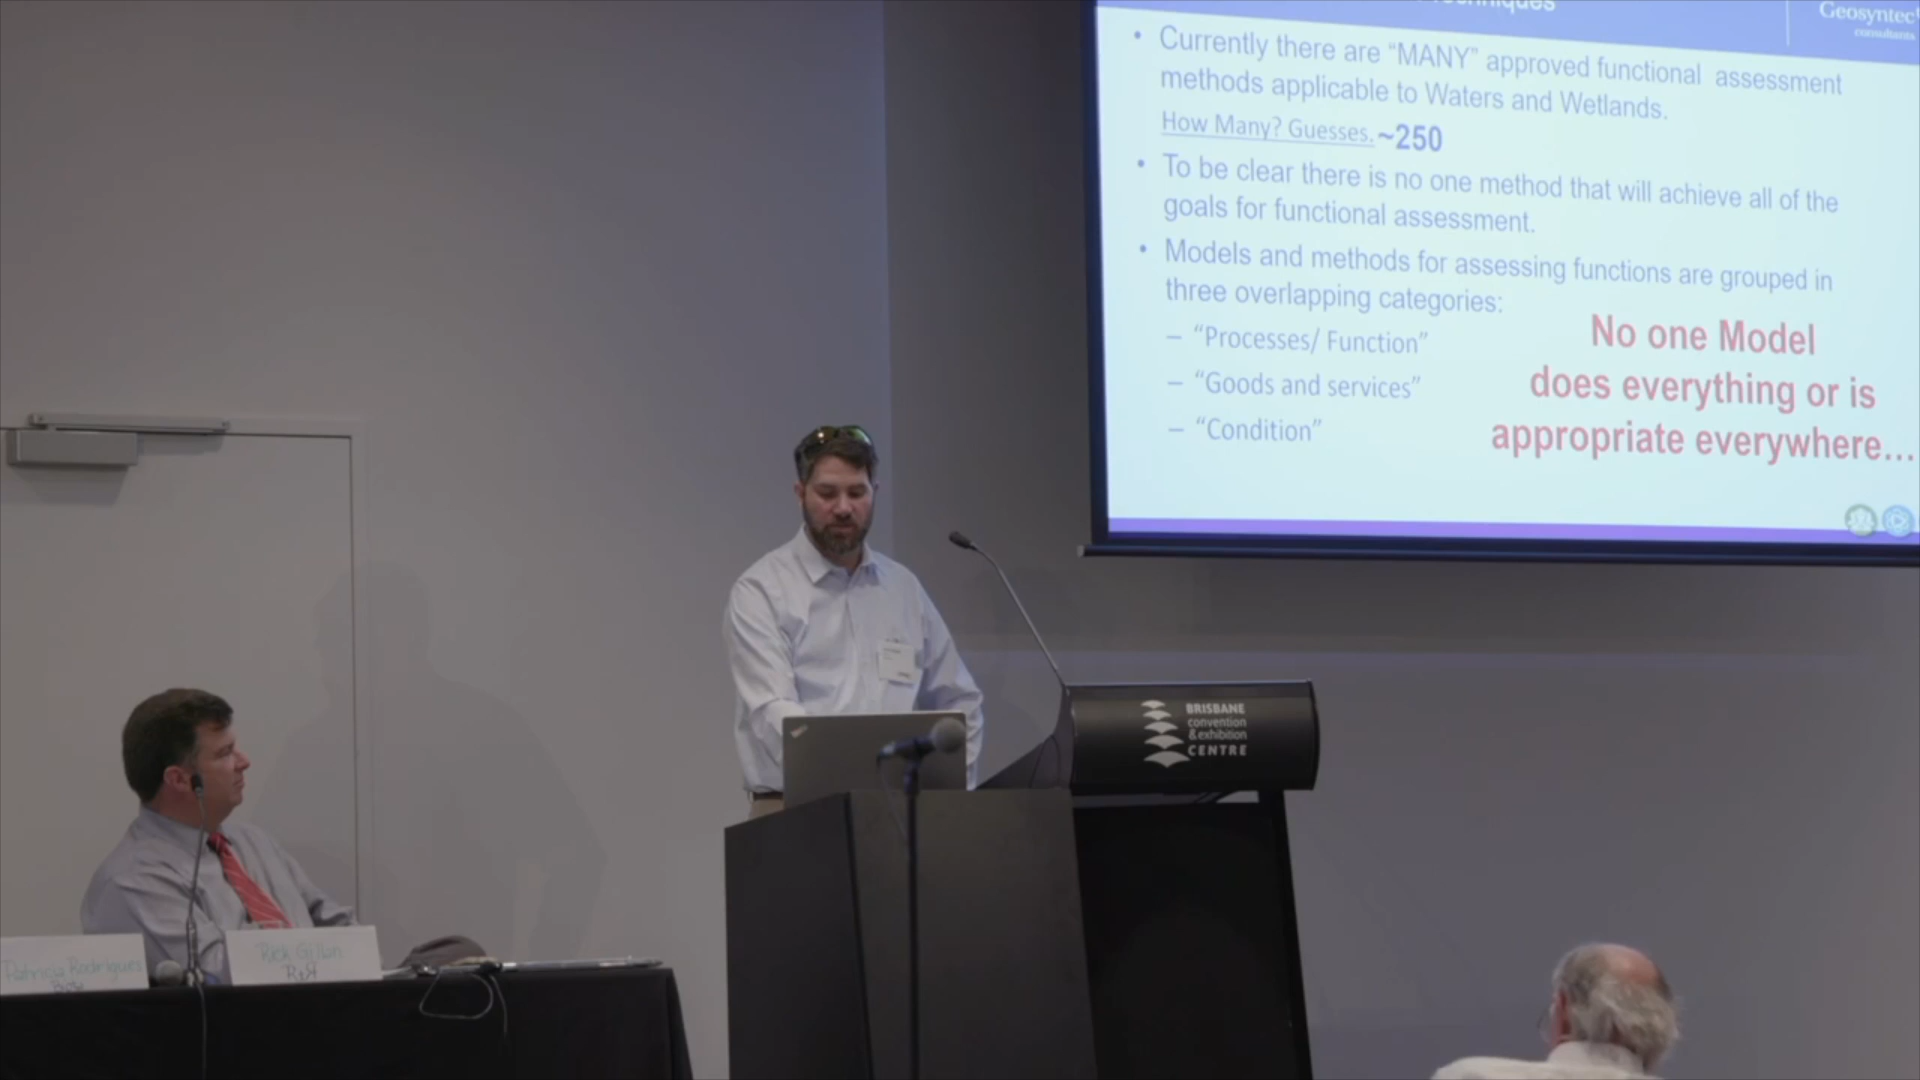 Geosyntec
consultants
• Currently there are “MANY” approved functional assessment
methods applicable to Waters and Wetlands.
How Many? Guesses. ~250
• To be clear there is no one method that will achieve all of the
goals for functional assessment.
• Models and methods for assessing functions are grouped in
three overlapping categories:
– “Processes/ Function”
– “Goods and services”
– “Condition”
No one Model
does everything or is
appropriate everywhere...
BRISBANE
convention
& exhibition
CENTRE
Patricia Rodrigues
Rick Gillan